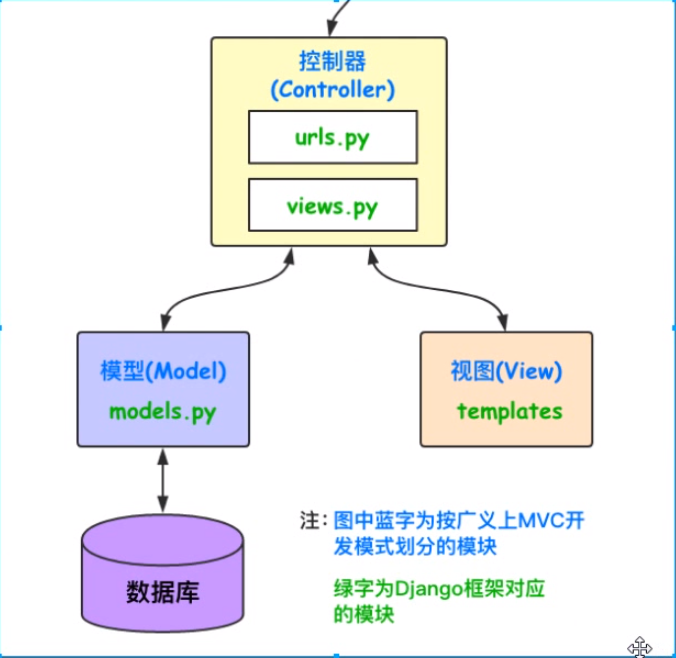 控制器
(Controller)
urls.py
views.py
模型(Model)
models.py
视图(View)
templates
数据库
注：图中蓝字为按广义上MVC开
发模式划分的模块
绿字为Django框架对应
的模块